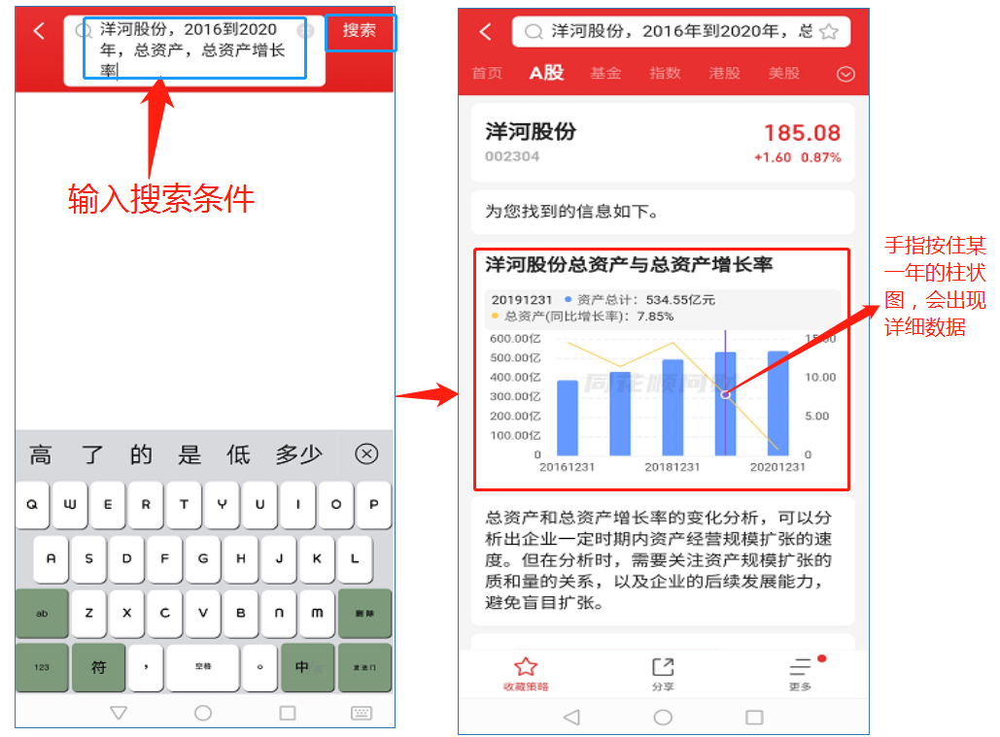 洋河股份，2016到2020
年，总资产，总资产增长
率
搜索
输入搜索条件
高 了 的 是 低 多少
Q W E R T Y U I O P
A S D F G H J K L
ab Z X C V B n m 删除
123 符 ， 空格 。 中
洋河股份，2016年到2020年，总
首页 A股 基金 指数 港股 美股
洋河股份
185.08
002304
+1.60 0.87%
为您找到的信息如下。
洋河股份总资产与总资产增长率
20191231 资产总计：534.55亿元
总资产(同比增长率)：7.85%
600.00亿
500.00亿
400.00亿
300.00亿
200.00亿
100.00亿
0
15.00
10.00
5.00
0
同花顺问财
20161231 20181231 20201231
总资产和总资产增长率的变化分析，可以分
析出企业一定时期内资产经营规模扩张的速
度。但在分析时，需要关注资产规模扩张的
质和量的关系，以及企业的后续发展能力，
避免盲目扩张。
收藏策略 分享 更多
手指按住某
一年的柱状
图，会出现
详细数据